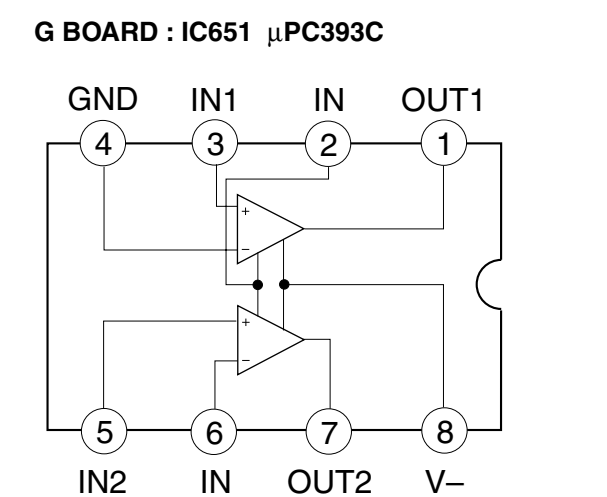 G BOARD : IC651 μPC393C
GND IN1 IN OUT1
4 3 2 1
+
−
+
−
5 6 7 8
IN2 IN OUT2 V−